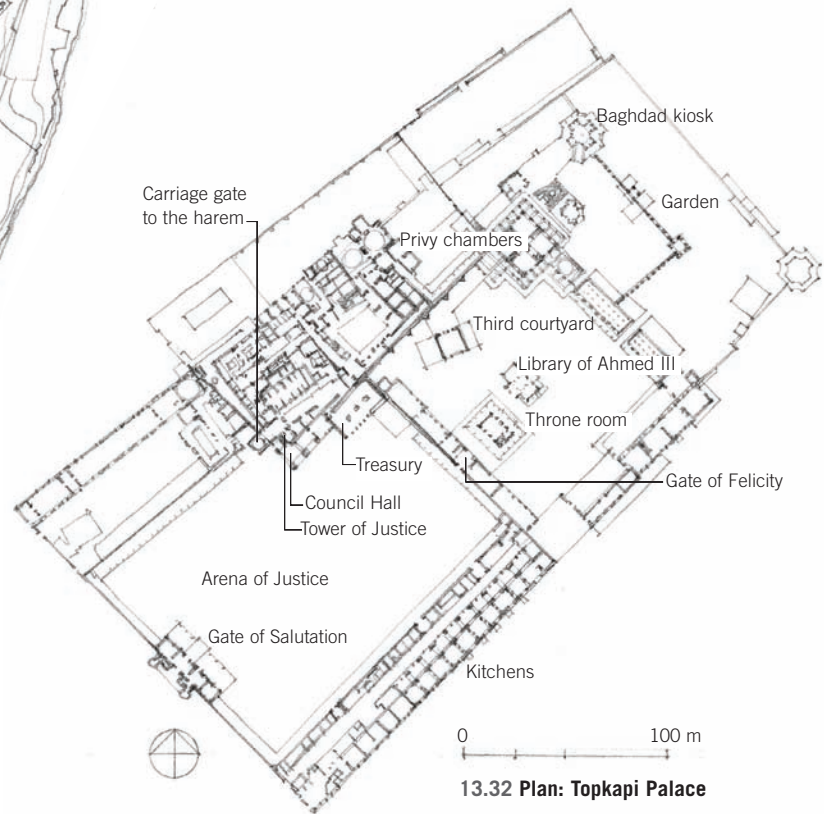 Baghdad kiosk
Carriage gate
to the harem
Garden
Privy chambers
Third courtyard
Library of Ahmed III
Throne room
Treasury
Gate of Felicity
Council Hall
Tower of Justice
Arena of Justice
Gate of Salutation
Kitchens
0 100 m
13.32 Plan: Topkapi Palace